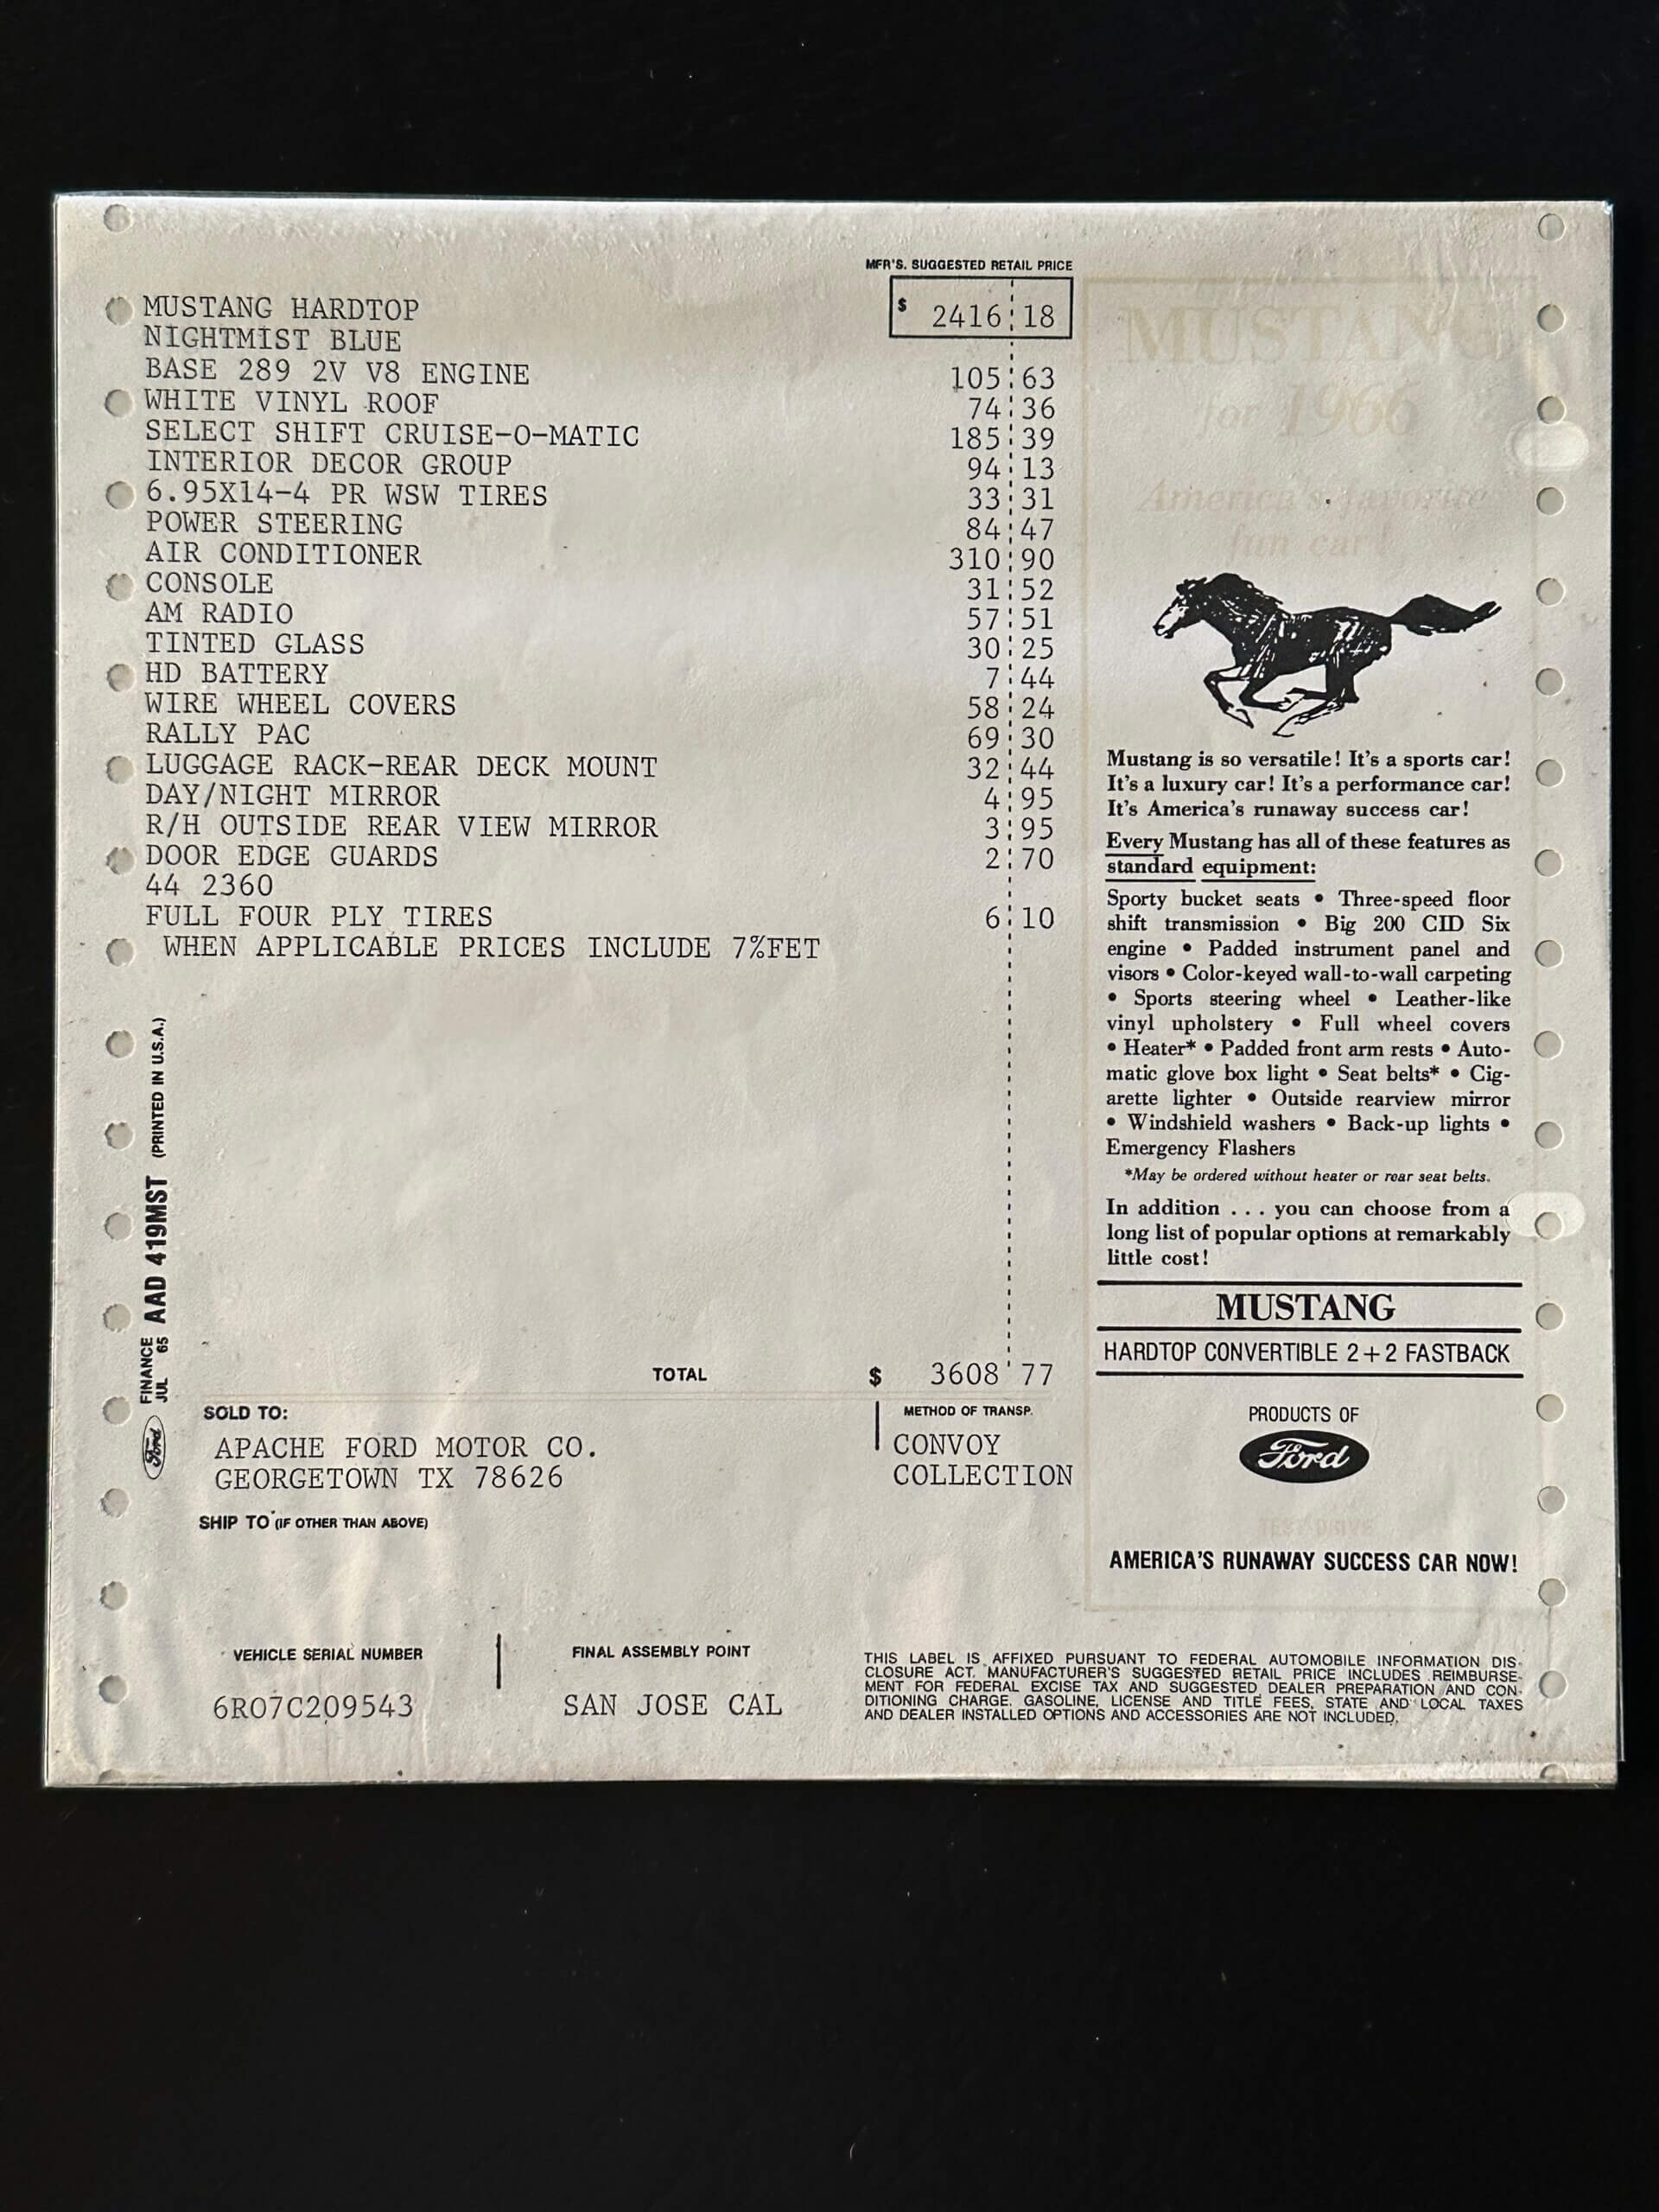 MFR'S. SUGGESTED RETAIL PRICE
MUSTANG HARDTOP $ 2416 18
NIGHTMIST BLUE
BASE 289 2V V8 ENGINE 105 63
WHITE VINYL ROOF 74 36
SELECT SHIFT CRUISE-O-MATIC 185 39
INTERIOR DECOR GROUP 94 13
6.95X14-4 PR WSW TIRES 33 31
POWER STEERING 84 47
AIR CONDITIONER 310 90
CONSOLE 31 52
AM RADIO 57 51
TINTED GLASS 30 25
HD BATTERY 7 44
WIRE WHEEL COVERS 58 24
RALLY PAC 69 30
LUGGAGE RACK-REAR DECK MOUNT 32 44
DAY/NIGHT MIRROR 4 95
R/H OUTSIDE REAR VIEW MIRROR 3 95
DOOR EDGE GUARDS 2 70
44 2360
FULL FOUR PLY TIRES 6 10
WHEN APPLICABLE PRICES INCLUDE 7%FET
TOTAL $ 3608 77
Ford FINANCE JUL 65 AAD 419MST (PRINTED IN U.S.A.)
SOLD TO:
APACHE FORD MOTOR CO.
GEORGETOWN TX 78626
METHOD OF TRANSP.
CONVOY
COLLECTION
SHIP TO (IF OTHER THAN ABOVE)
VEHICLE SERIAL NUMBER
6R07C209543
FINAL ASSEMBLY POINT
SAN JOSE CAL
MUSTANG
for 1966
America's favorite
fun car!
Mustang is so versatile! It's a sports car!
It's a luxury car! It's a performance car!
It's America's runaway success car!
Every Mustang has all of these features as
standard equipment:
Sporty bucket seats • Three-speed floor
shift transmission • Big 200 CID Six
engine • Padded instrument panel and
visors • Color-keyed wall-to-wall carpeting
• Sports steering wheel • Leather-like
vinyl upholstery • Full wheel covers
• Heater* • Padded front arm rests • Auto-
matic glove box light • Seat belts* • Cig-
arette lighter • Outside rearview mirror
• Windshield washers • Back-up lights •
Emergency Flashers
*May be ordered without heater or rear seat belts.
In addition . . . you can choose from a
long list of popular options at remarkably
little cost!
MUSTANG
HARDTOP CONVERTIBLE 2+2 FASTBACK
PRODUCTS OF
Ford
TEST DRIVE
AMERICA'S RUNAWAY SUCCESS CAR NOW!
THIS LABEL IS AFFIXED PURSUANT TO FEDERAL AUTOMOBILE INFORMATION DIS-
CLOSURE ACT. MANUFACTURER'S SUGGESTED RETAIL PRICE INCLUDES REIMBURSE-
MENT FOR FEDERAL EXCISE TAX AND SUGGESTED DEALER PREPARATION AND CON-
DITIONING CHARGE. GASOLINE, LICENSE AND TITLE FEES, STATE AND LOCAL TAXES
AND DEALER INSTALLED OPTIONS AND ACCESSORIES ARE NOT INCLUDED.